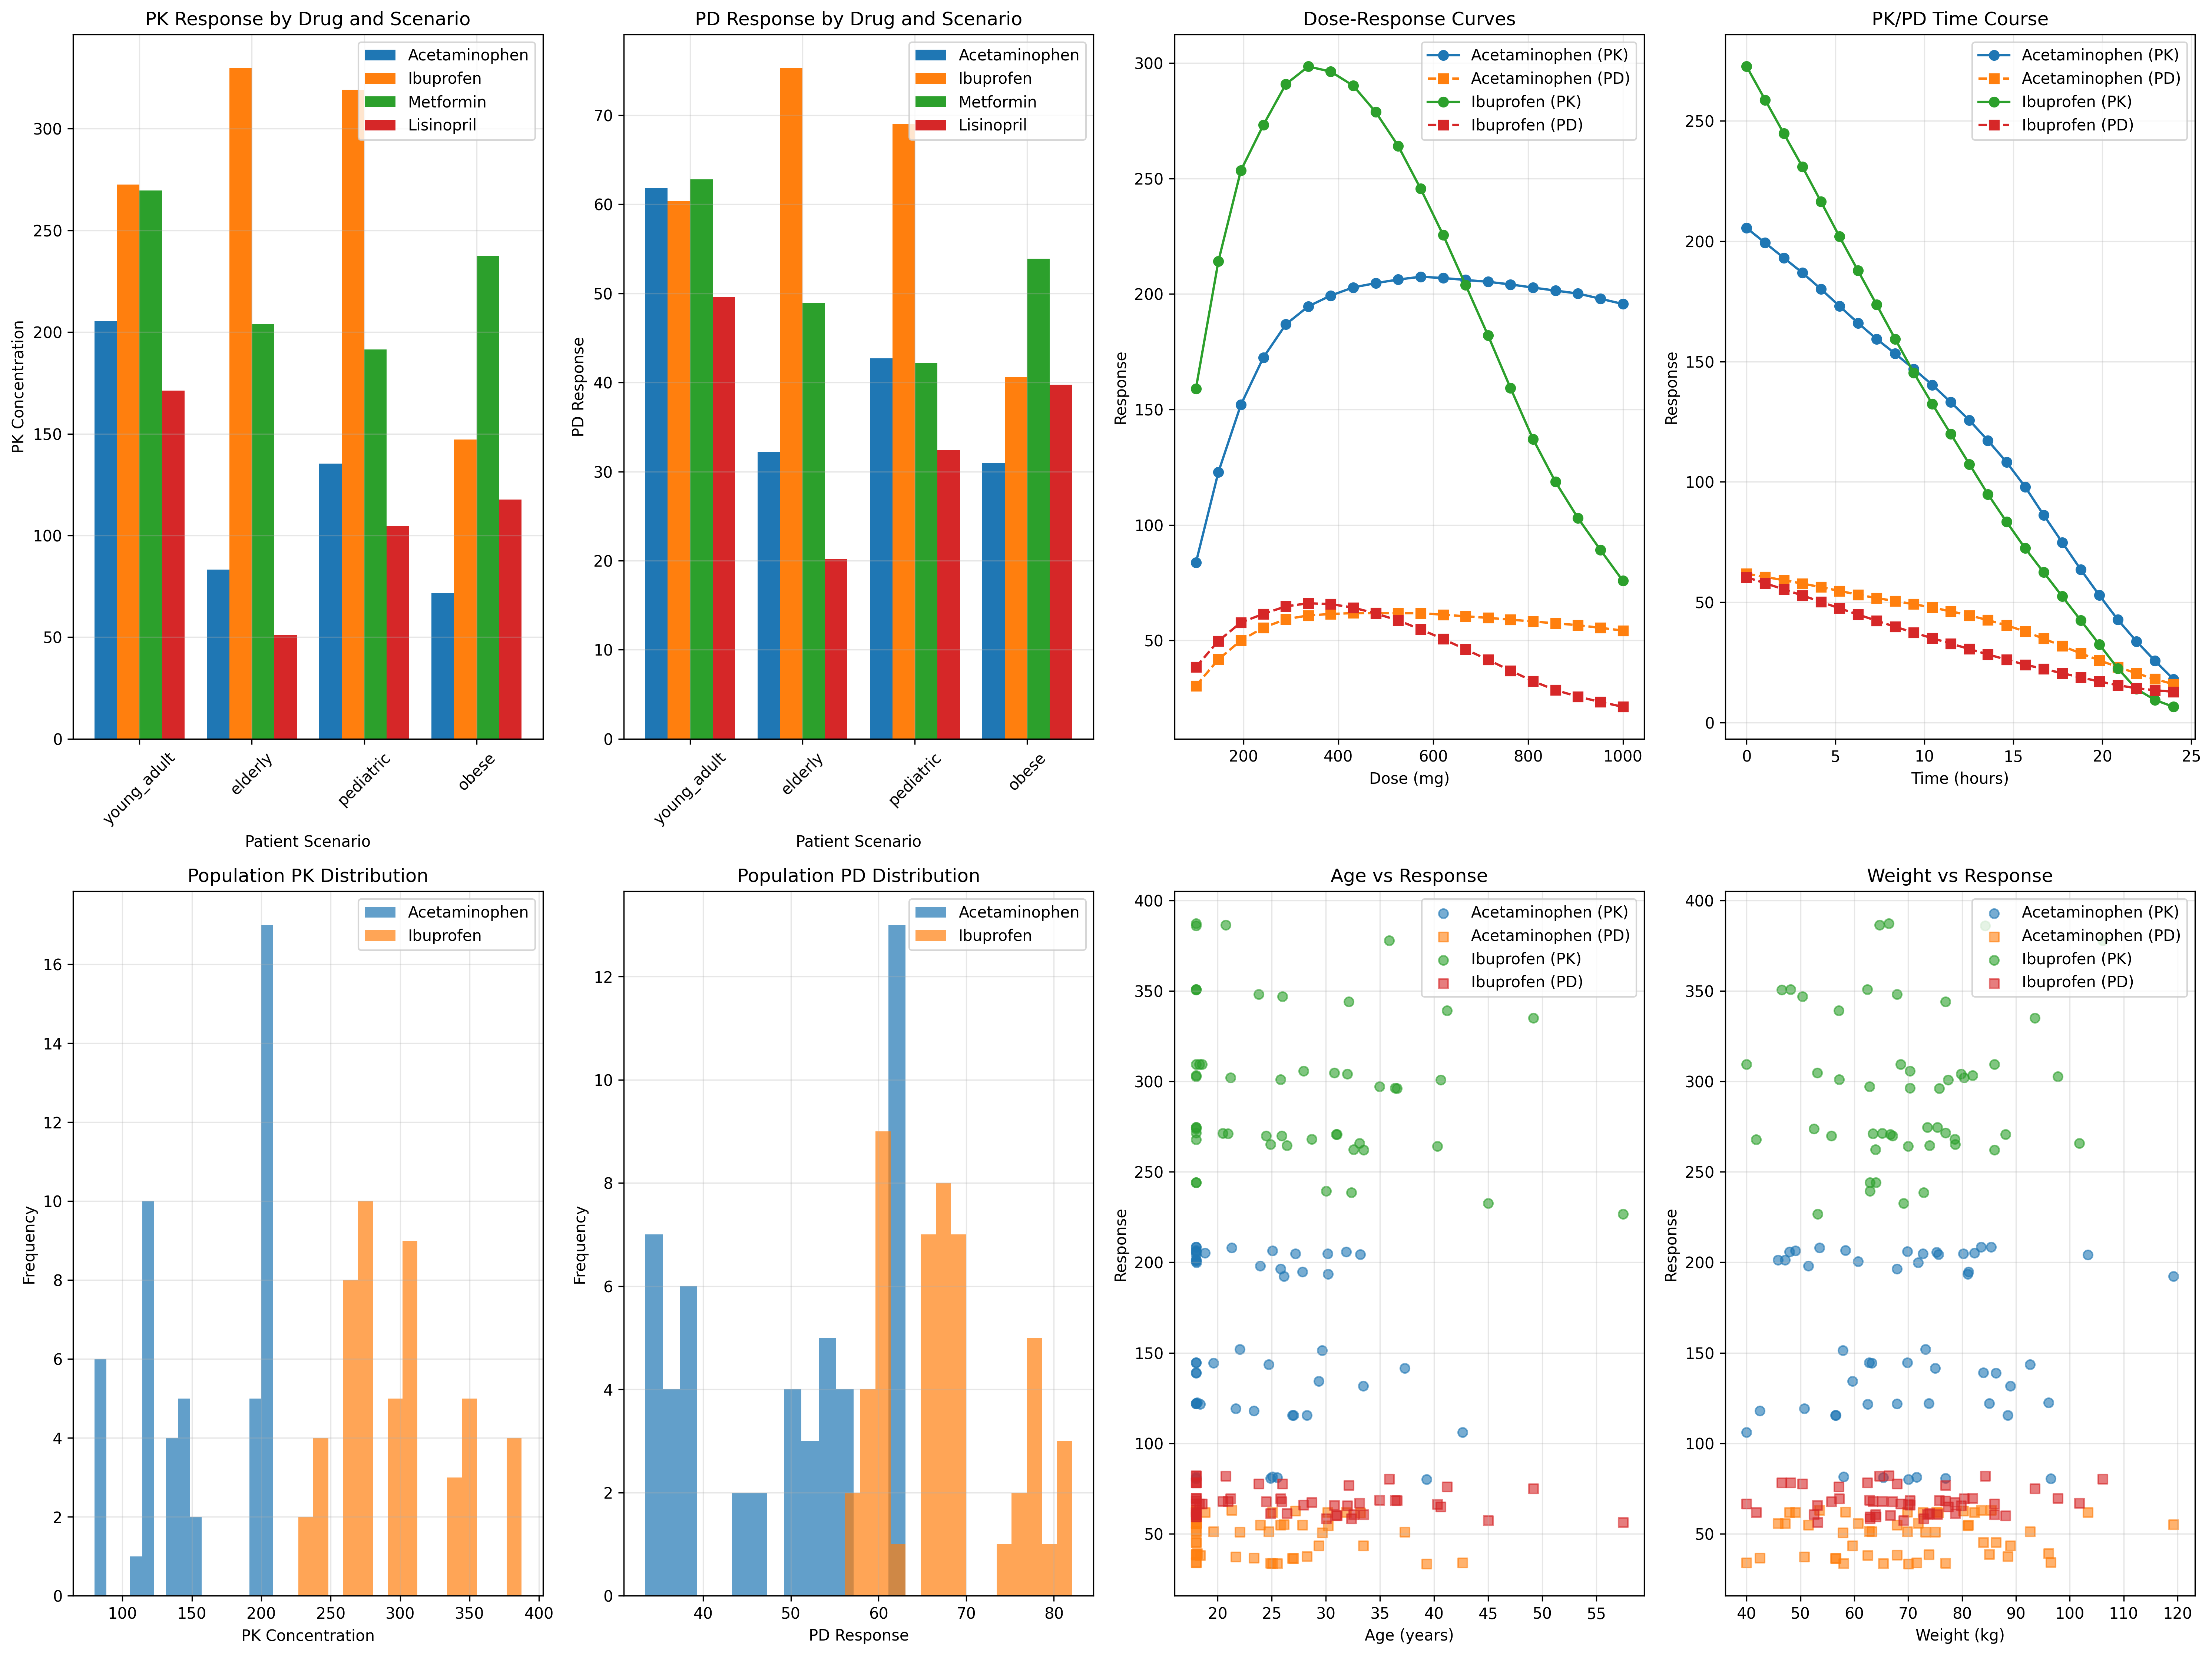 PK Response by Drug and Scenario
Acetaminophen
Ibuprofen
Metformin
Lisinopril
PK Concentration
300
250
200
150
100
50
0
young_adult
elderly
pediatric
obese
Patient Scenario
PD Response by Drug and Scenario
Acetaminophen
Ibuprofen
Metformin
Lisinopril
PD Response
70
60
50
40
30
20
10
0
young_adult
elderly
pediatric
obese
Patient Scenario
Dose-Response Curves
Acetaminophen (PK)
Acetaminophen (PD)
Ibuprofen (PK)
Ibuprofen (PD)
Response
300
250
200
150
100
50
200 400 600 800 1000
Dose (mg)
PK/PD Time Course
Acetaminophen (PK)
Acetaminophen (PD)
Ibuprofen (PK)
Ibuprofen (PD)
Response
250
200
150
100
50
0
0 5 10 15 20 25
Time (hours)
Population PK Distribution
Acetaminophen
Ibuprofen
Frequency
16
14
12
10
8
6
4
2
0
100 150 200 250 300 350 400
PK Concentration
Population PD Distribution
Acetaminophen
Ibuprofen
Frequency
12
10
8
6
4
2
0
40 50 60 70 80
PD Response
Age vs Response
Acetaminophen (PK)
Acetaminophen (PD)
Ibuprofen (PK)
Ibuprofen (PD)
Response
400
350
300
250
200
150
100
50
20 25 30 35 40 45 50 55
Age (years)
Weight vs Response
Acetaminophen (PK)
Acetaminophen (PD)
Ibuprofen (PK)
Ibuprofen (PD)
Response
400
350
300
250
200
150
100
50
40 50 60 70 80 90 100 110 120
Weight (kg)